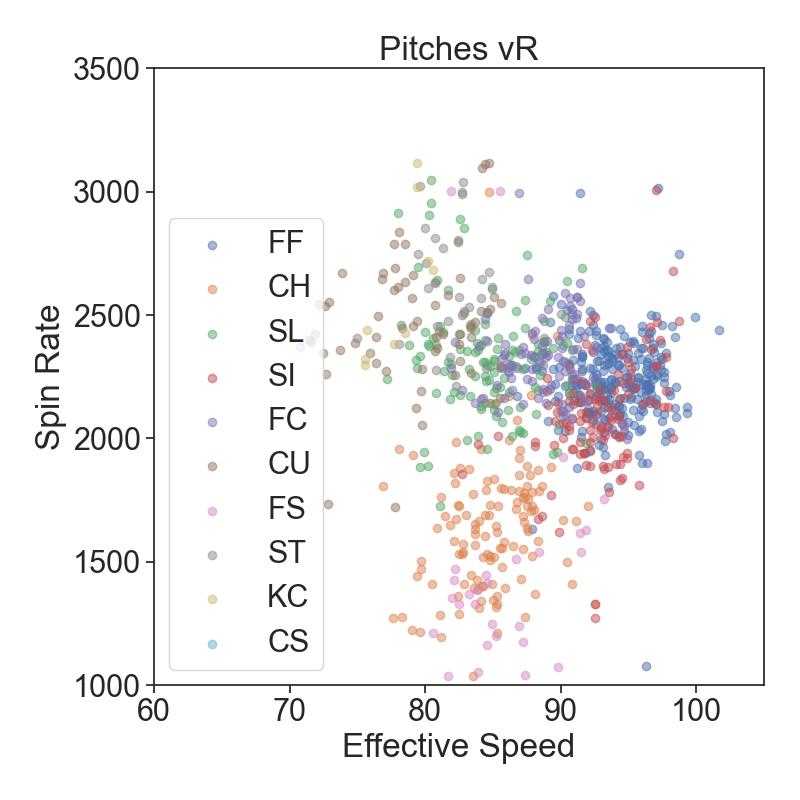 Pitches vR
3500
3000
2500
2000
1500
1000
Spin Rate
FF
CH
SL
SI
FC
CU
FS
ST
KC
CS
60
70
80
90
100
Effective Speed